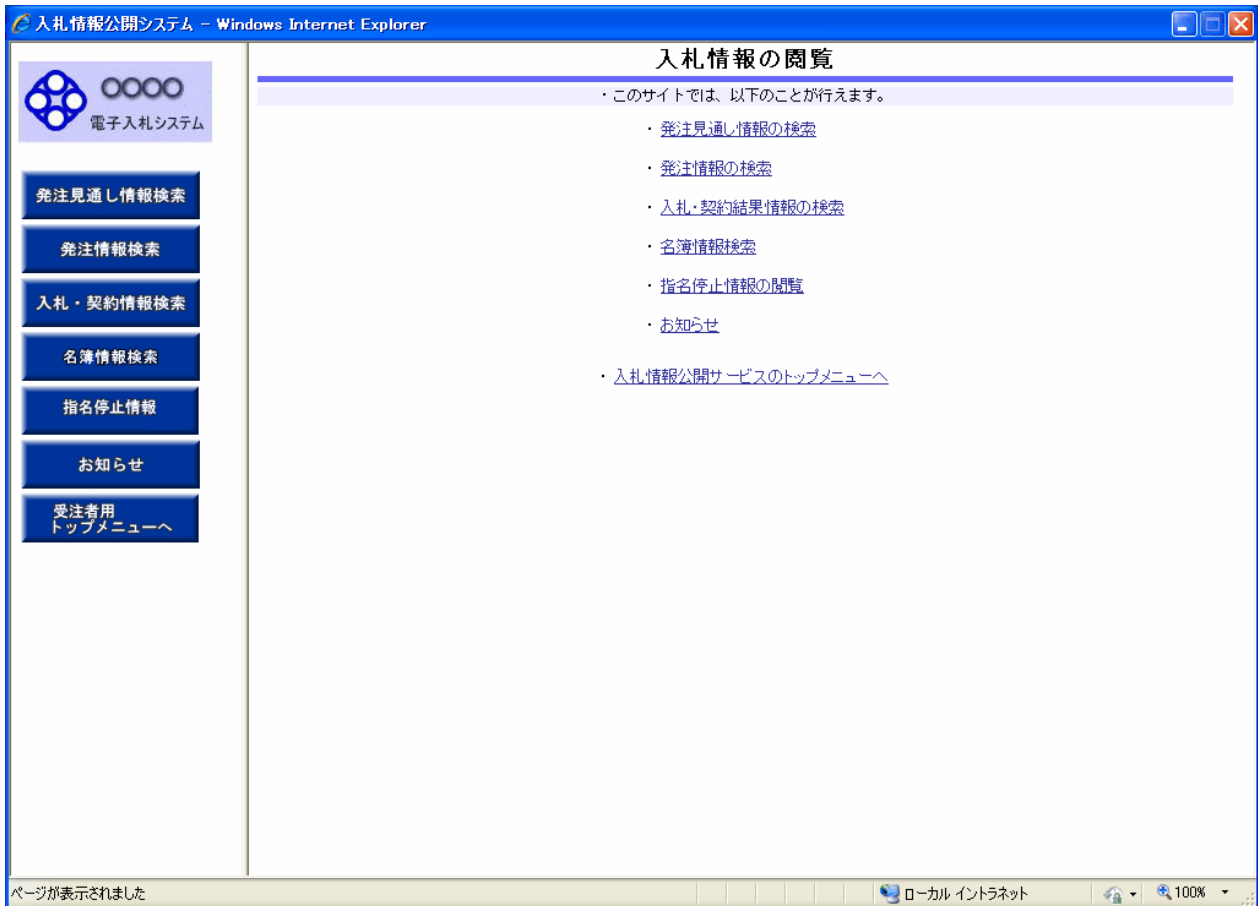 入札情報公開システム - Windows Internet Explorer
○○○○
電子入札システム
発注見通し情報検索
発注情報検索
入札・契約情報検索
名簿情報検索
指名停止情報
お知らせ
受注者用
トップメニューへ
入札情報の閲覧
・このサイトでは、以下のことが行えます。
・発注見通し情報の検索
・発注情報の検索
・入札・契約結果情報の検索
・名簿情報検索
・指名停止情報の閲覧
・お知らせ
・入札情報公開サービスのトップメニューへ
ページが表示されました
ローカル イントラネット
100%